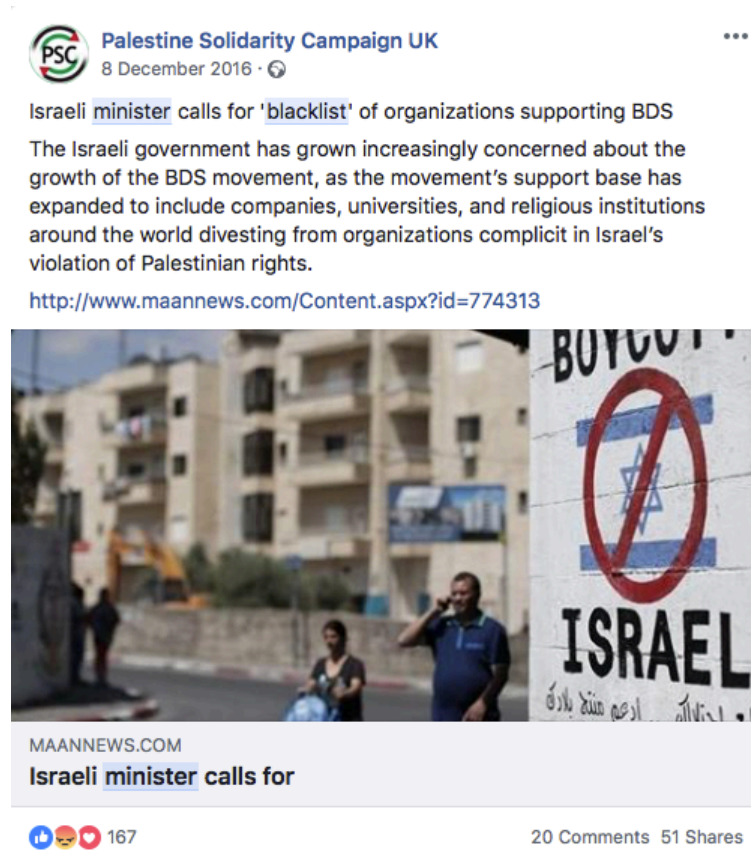 PSC
Palestine Solidarity Campaign UK
8 December 2016 ·
Israeli minister calls for 'blacklist' of organizations supporting BDS
The Israeli government has grown increasingly concerned about the
growth of the BDS movement, as the movement's support base has
expanded to include companies, universities, and religious institutions
around the world divesting from organizations complicit in Israel's
violation of Palestinian rights.
http://www.maannews.com/Content.aspx?id=774313
BOYCOTT
ISRAEL
MAANNEWS.COM
Israeli minister calls for
167
20 Comments 51 Shares